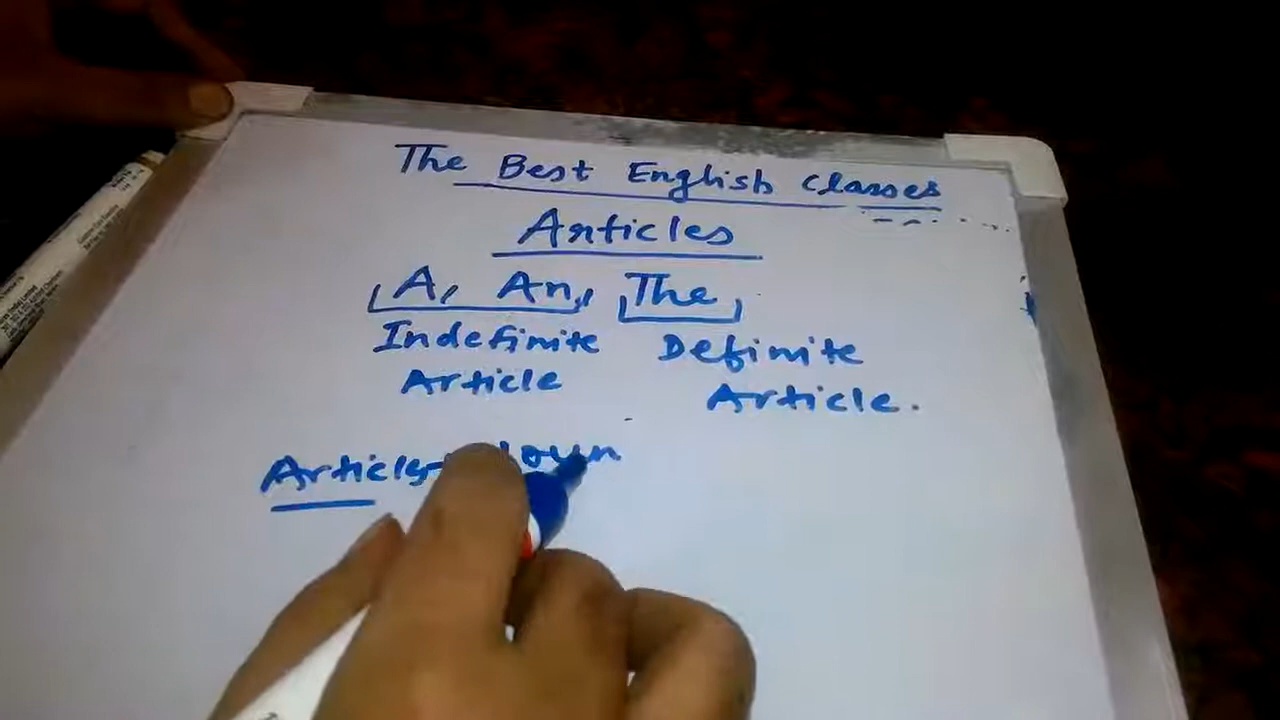 The Best English Classes
Articles
A, An, The
Indefinite Definite
Article Article.
Article